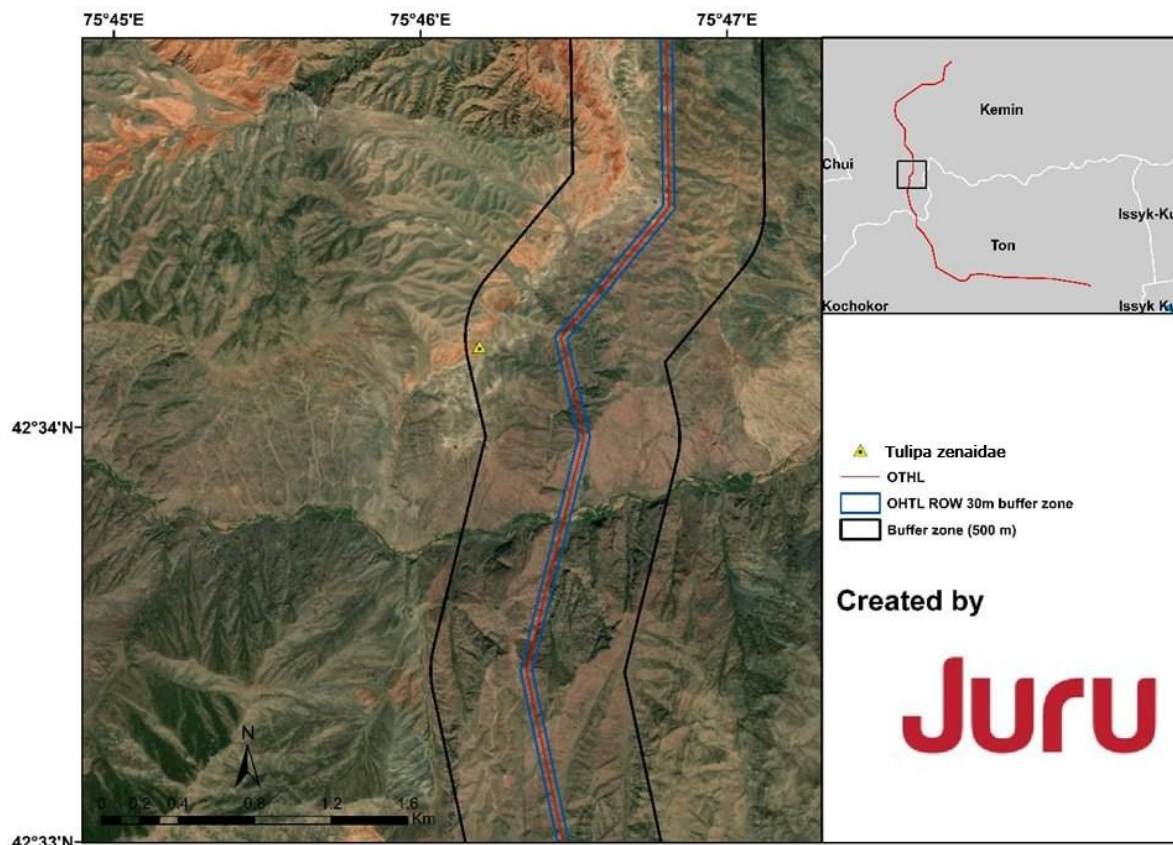 75°45'E 75°46'E 75°47'E
Kemin
Chui
Issyk-Ku
Ton
Kochokor Issyk Ku
42°34'N
Tulipa zenaidae
OTHL
OHTL ROW 30m buffer zone
Buffer zone (500 m)
Created by
Juru
N
0 0.2 0.4 0.8 1.2 1.6
Km
42°33'N